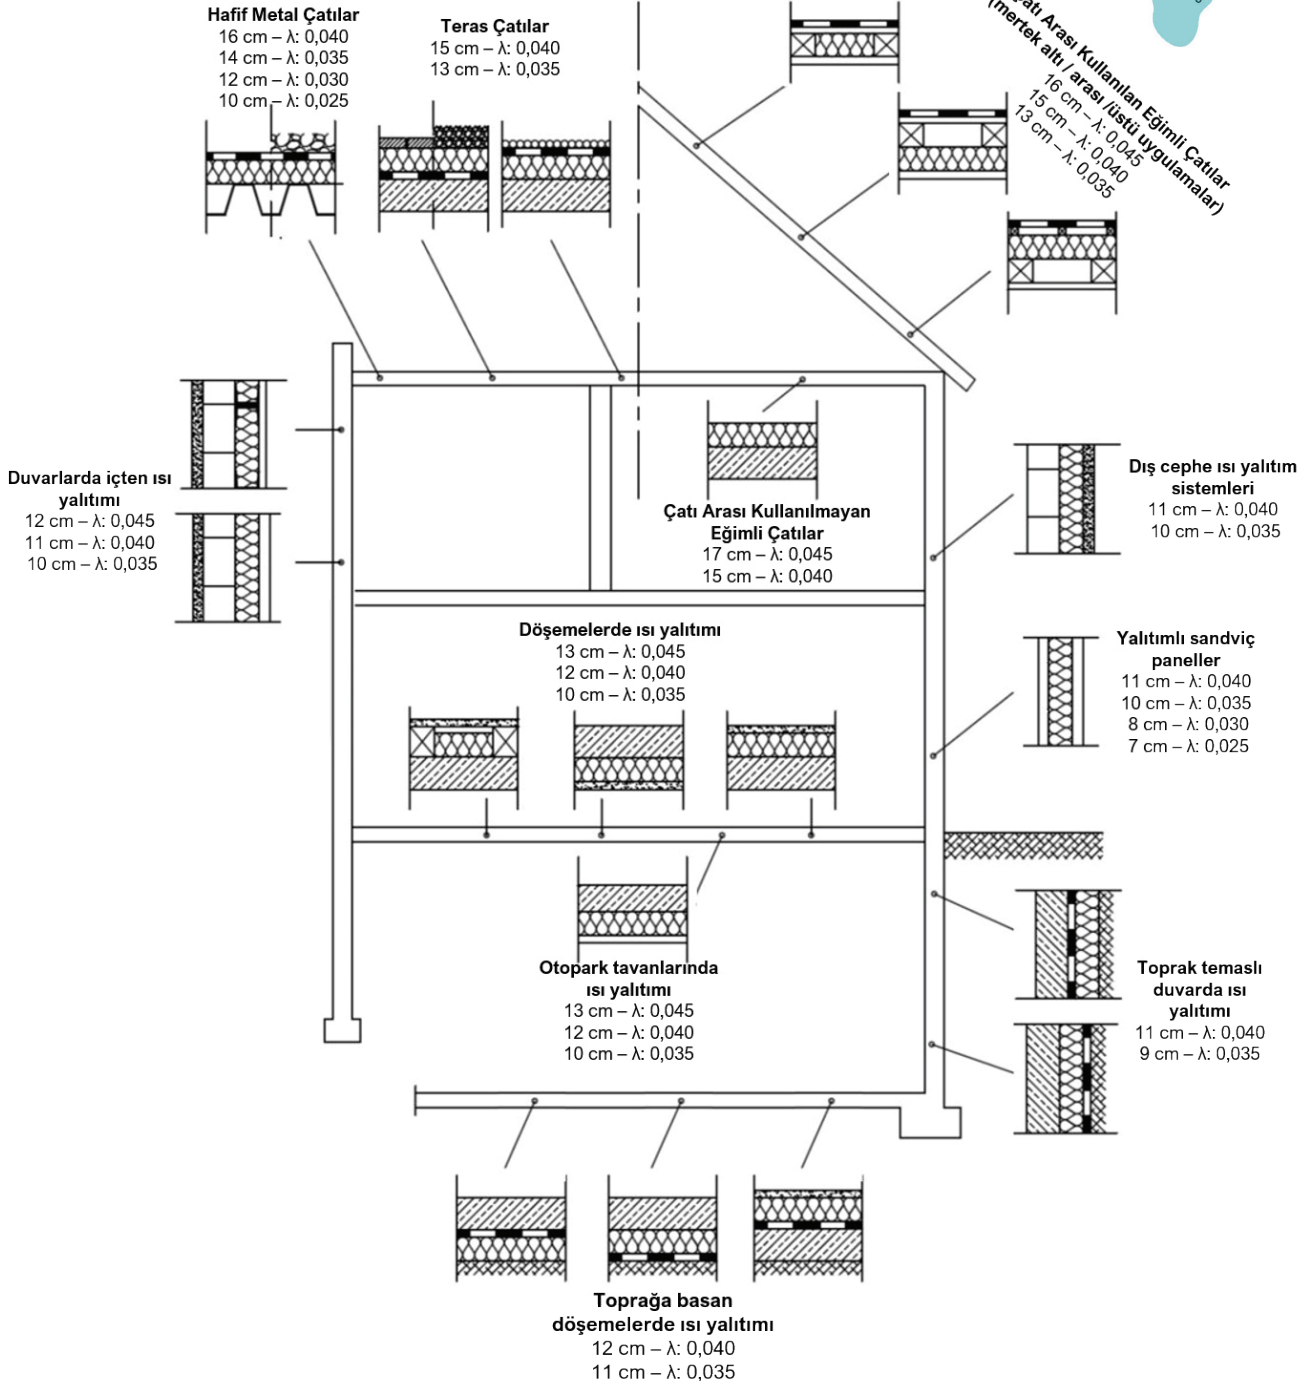 Hafif Metal Çatılar
16 cm – λ: 0,040
14 cm – λ: 0,035
12 cm – λ: 0,030
10 cm – λ: 0,025
Teras Çatılar
15 cm – λ: 0,040
13 cm – λ: 0,035
Çatı Arası Kullanılan Eğimli Çatılar
(mertek altı / arası /üstü uygulamalar)
16 cm – λ: 0,045
15 cm – λ: 0,040
13 cm – λ: 0,035
Duvarlarda içten ısı
yalıtımı
12 cm – λ: 0,045
11 cm – λ: 0,040
10 cm – λ: 0,035
Çatı Arası Kullanılmayan
Eğimli Çatılar
17 cm – λ: 0,045
15 cm – λ: 0,040
Dış cephe ısı yalıtım
sistemleri
11 cm – λ: 0,040
10 cm – λ: 0,035
Döşemelerde ısı yalıtımı
13 cm – λ: 0,045
12 cm – λ: 0,040
10 cm – λ: 0,035
Yalıtımlı sandviç
paneller
11 cm – λ: 0,040
10 cm – λ: 0,035
8 cm – λ: 0,030
7 cm – λ: 0,025
Otopark tavanlarında
ısı yalıtımı
13 cm – λ: 0,045
12 cm – λ: 0,040
10 cm – λ: 0,035
Toprak temaslı
duvarda ısı
yalıtımı
11 cm – λ: 0,040
9 cm – λ: 0,035
Toprağa basan
döşemelerde ısı yalıtımı
12 cm – λ: 0,040
11 cm – λ: 0,035